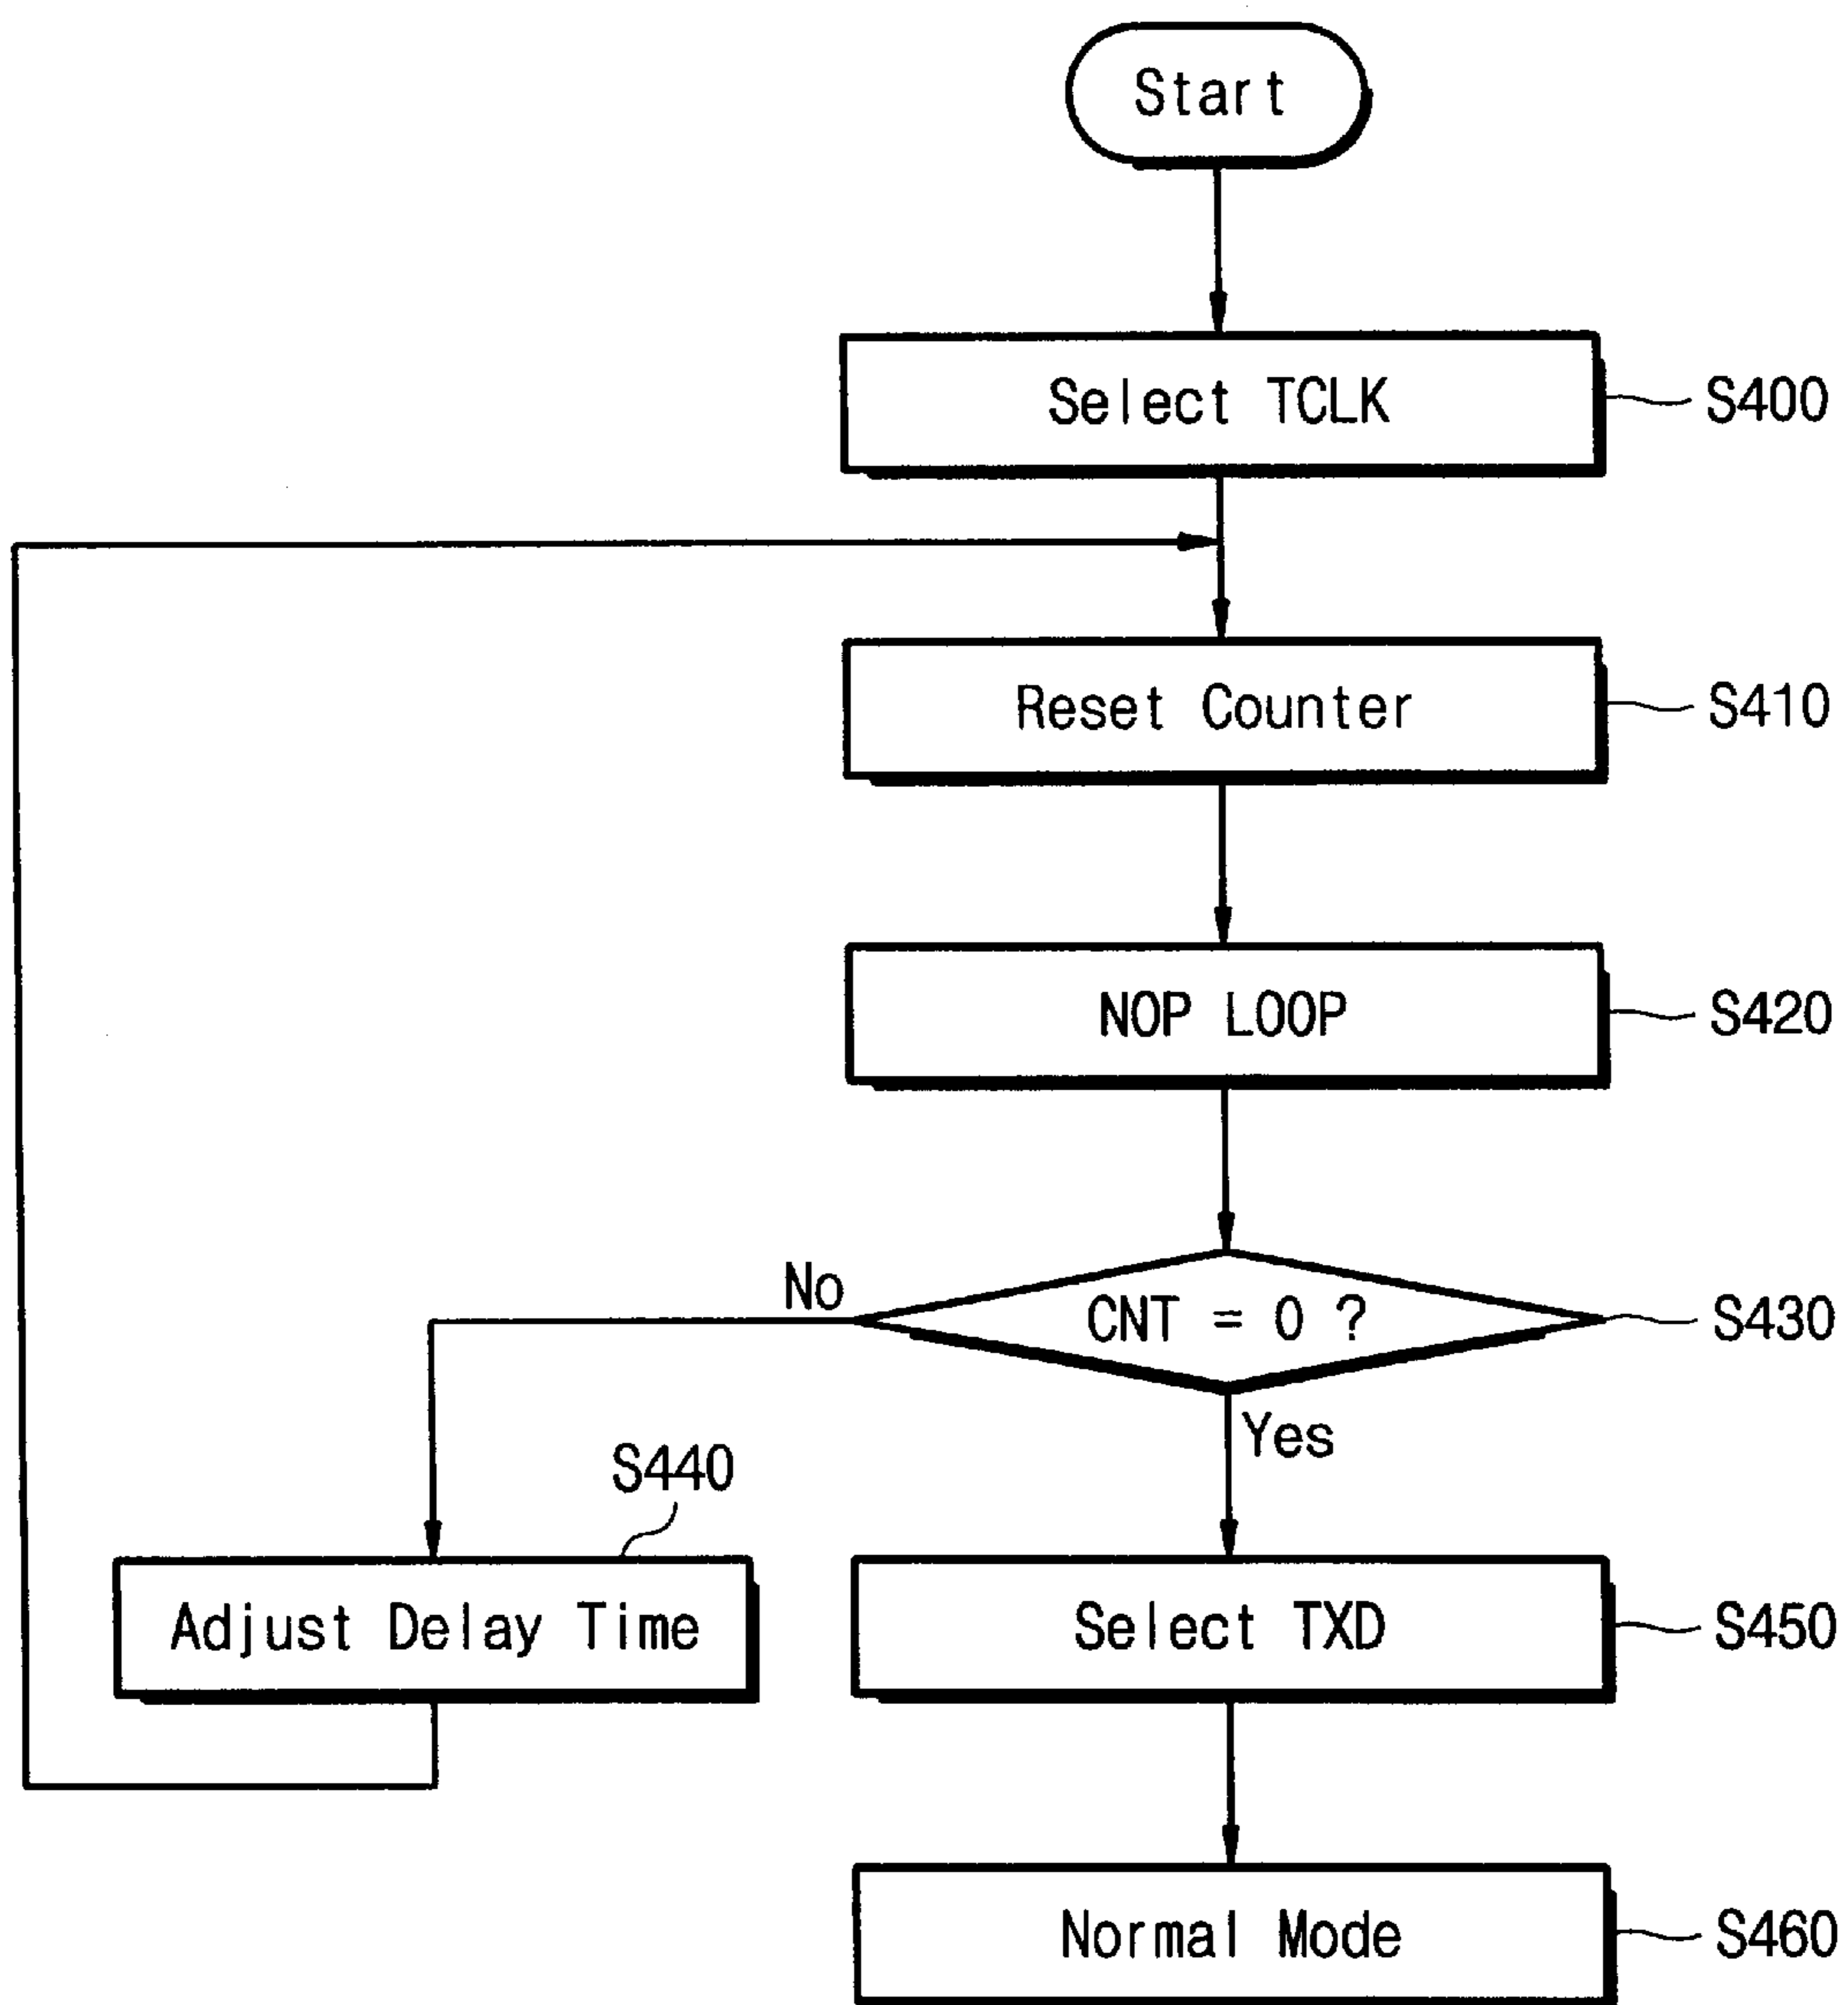 Start
Select TCLK
S400
Reset Counter
S410
NOP LOOP
S420
No
CNT = 0 ?
S430
Yes
S440
Adjust Delay Time
Select TXD
S450
Normal Mode
S460